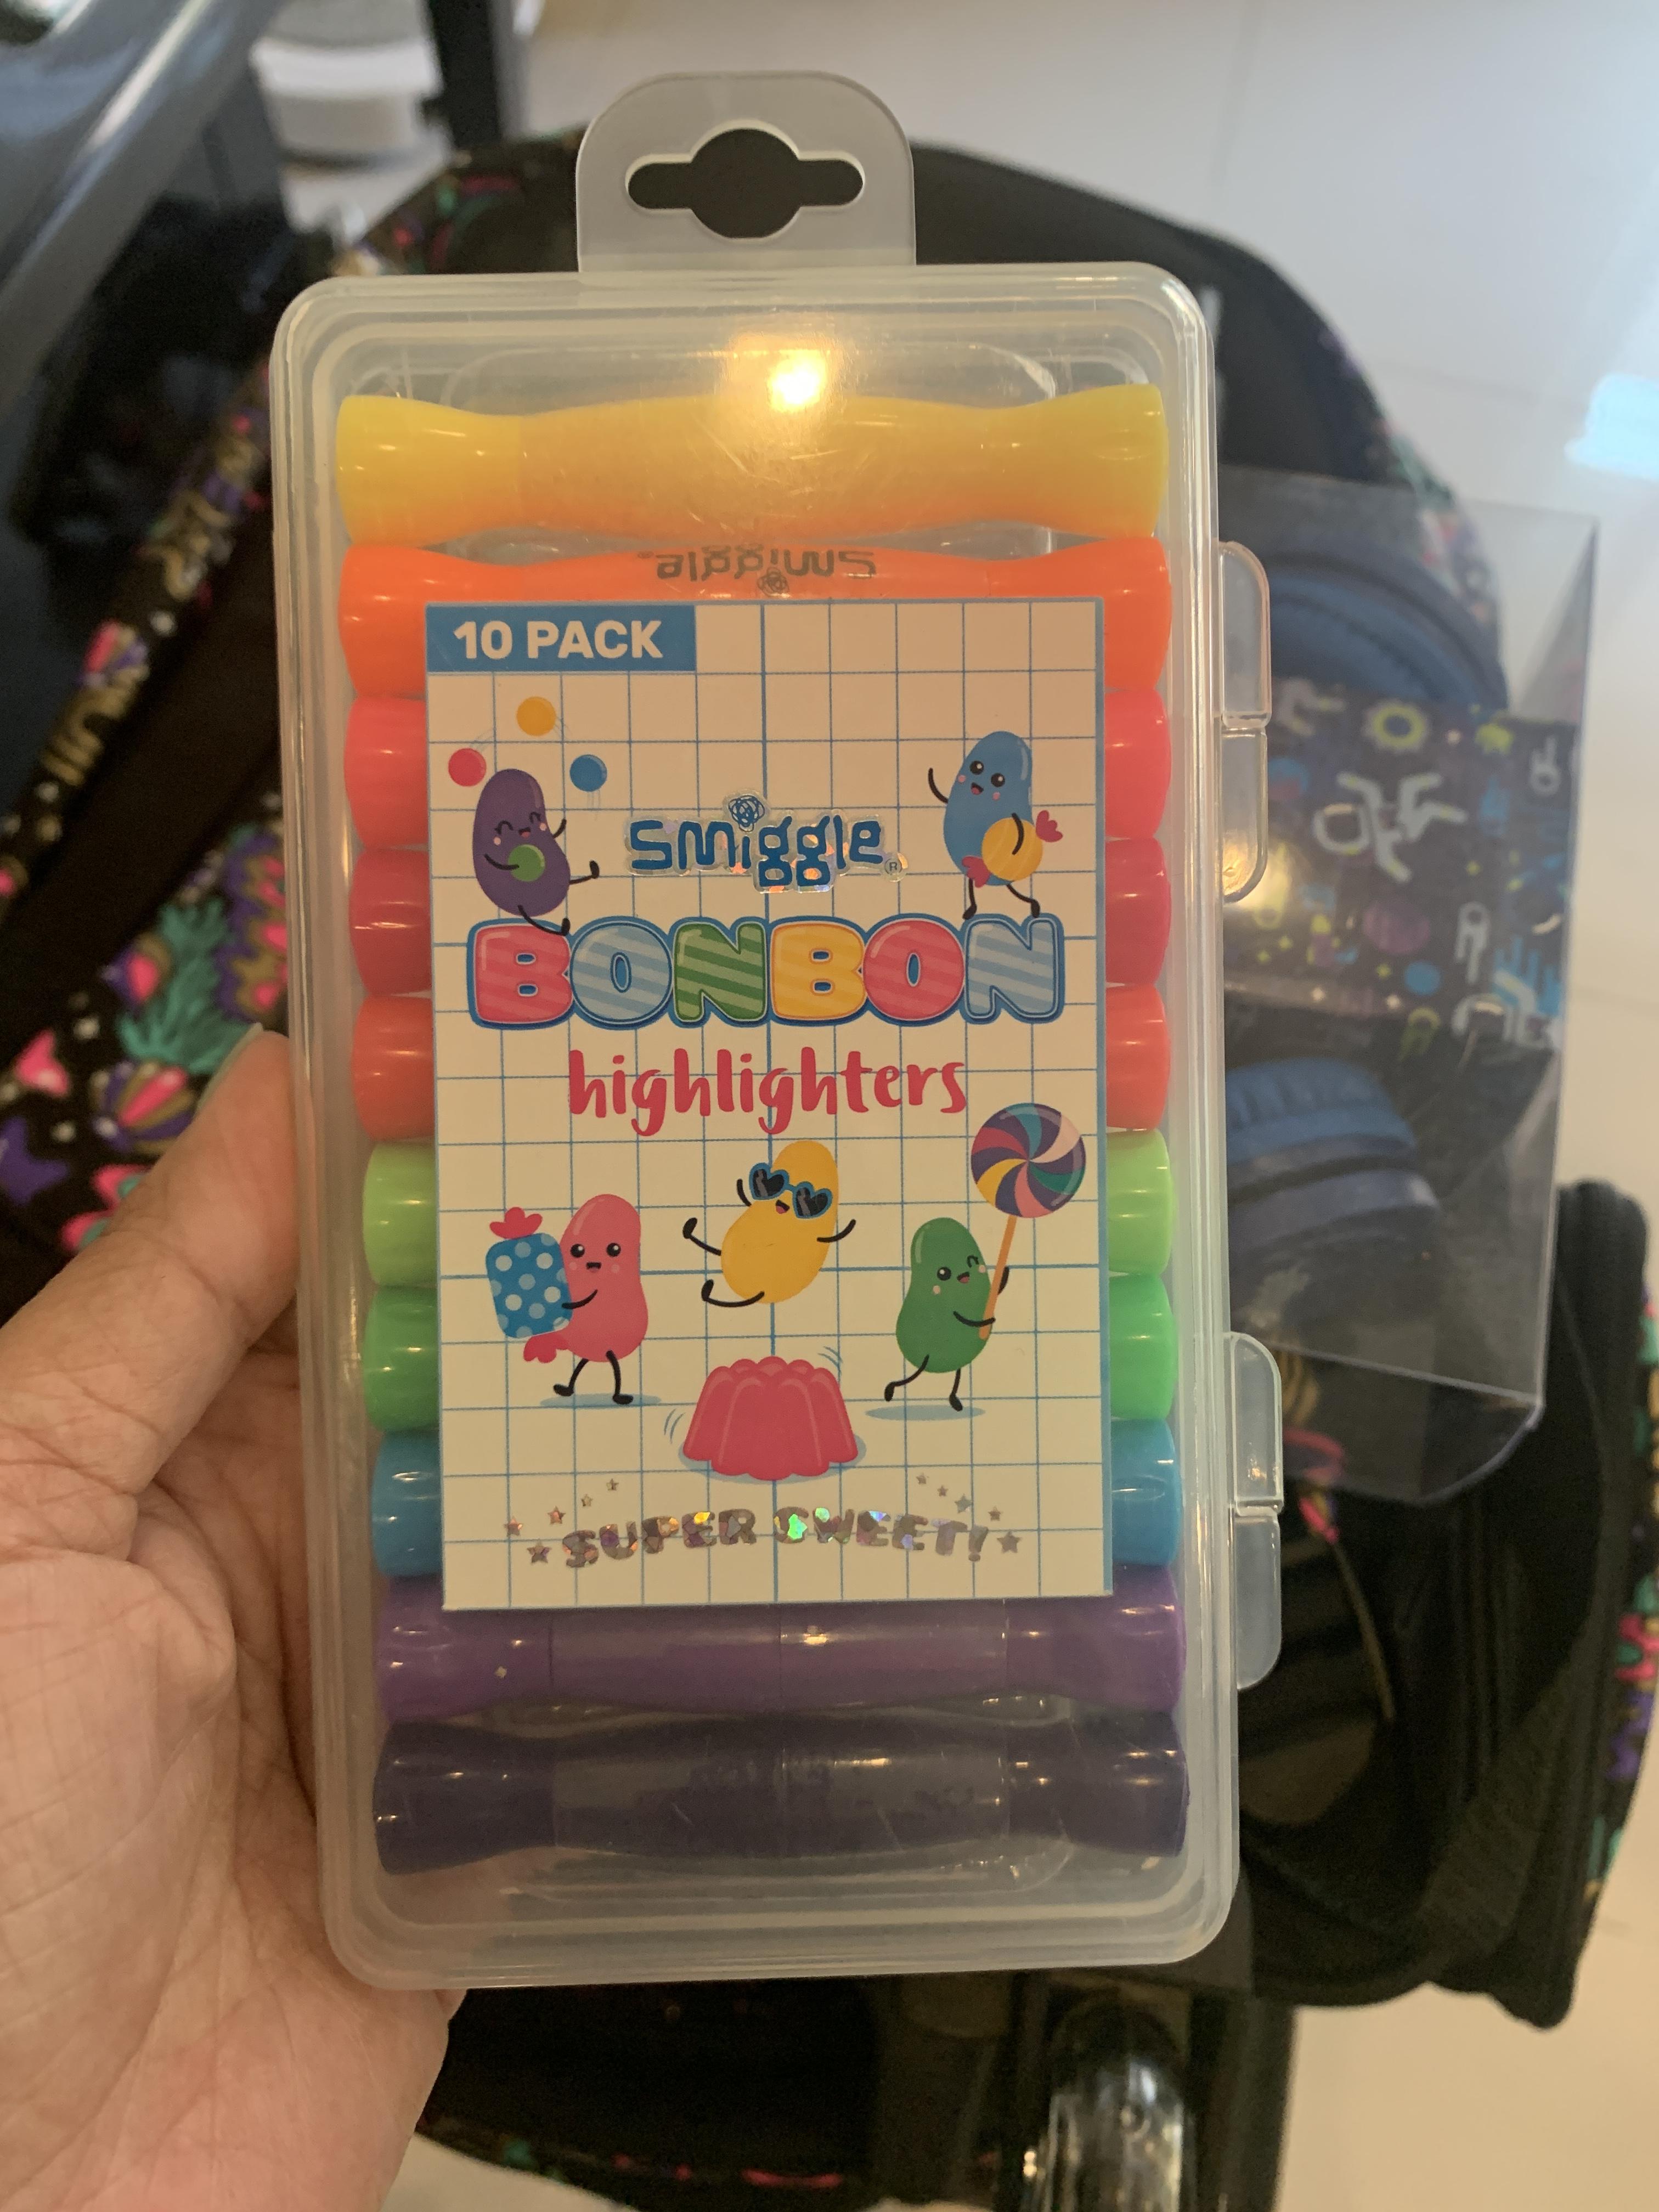 smiggle
10 PACK
smiggle®
BONBON
highlighters
SUPER SWEET!